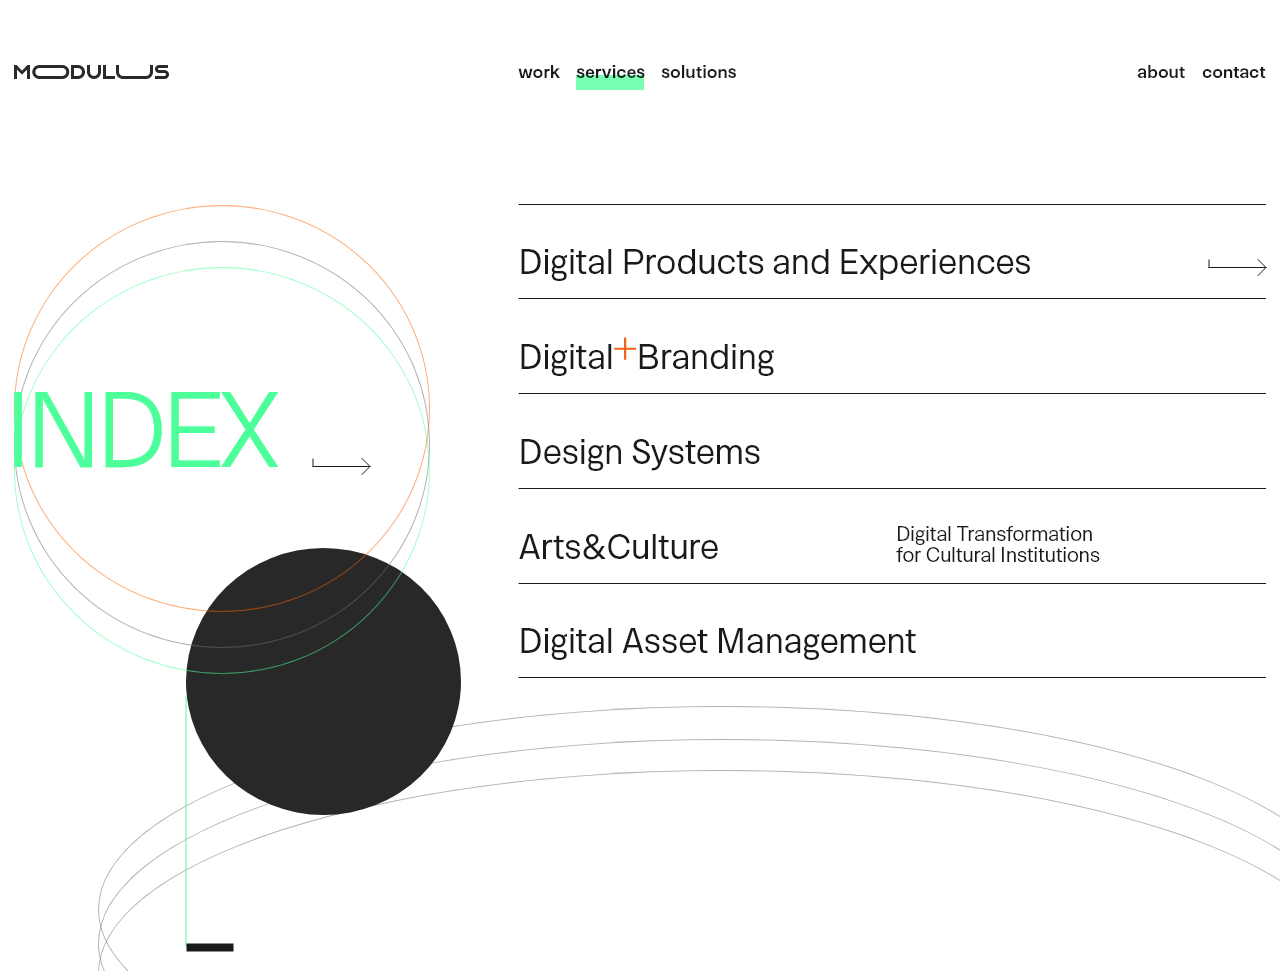 MODULUS
work services solutions
about contact
INDEX
Digital Products and Experiences
Digital+Branding
Design Systems
Arts&Culture
Digital Transformation
for Cultural Institutions
Digital Asset Management